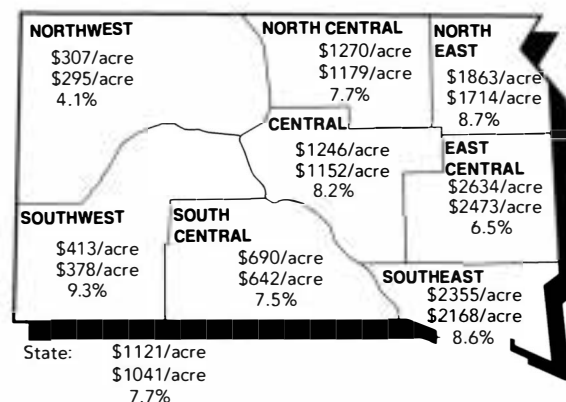 NORTHWEST
$307/acre
$295/acre
4.1%
NORTH CENTRAL
$1270/acre
$1179/acre
7.7%
NORTH
EAST
$1863/acre
$1714/acre
8.7%
CENTRAL
$1246/acre
$1152/acre
8.2%
EAST
CENTRAL
$2634/acre
$2473/acre
6.5%
SOUTHWEST
$413/acre
$378/acre
9.3%
SOUTH
CENTRAL
$690/acre
$642/acre
7.5%
SOUTHEAST
$2355/acre
$2168/acre
8.6%
State: $1121/acre
$1041/acre
7.7%